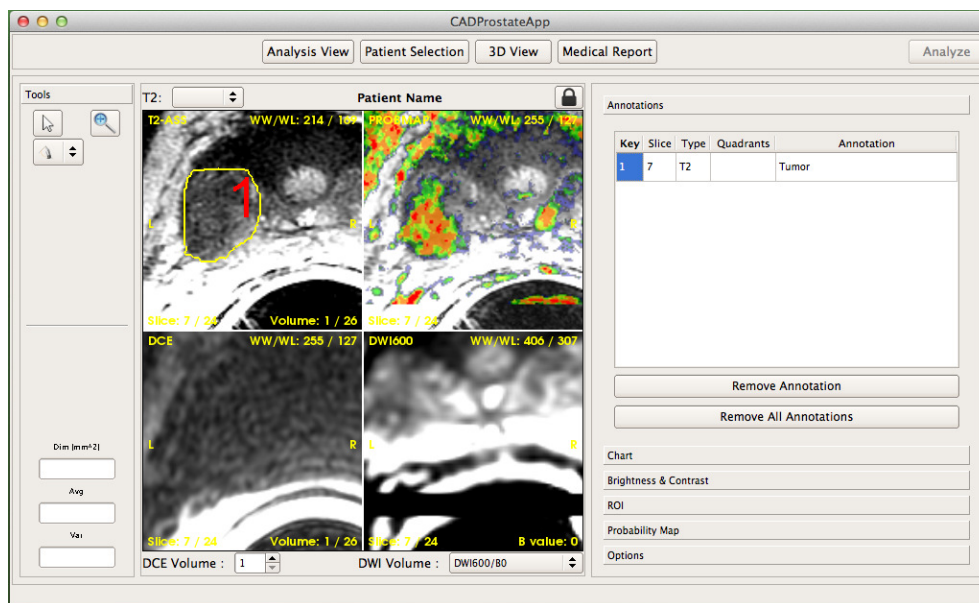 CADProstateApp
Analysis View
Patient Selection
3D View
Medical Report
Analyze
Tools
T2:
Patient Name
T2-ASS
WW/WL: 214 / 107
1
L
R
Slice: 7 / 24
Volume: 1 / 26
PROBMAP
WW/WL: 255 / 127
L
R
Slice: 7 / 24
DCE
WW/WL: 255 / 127
L
R
Slice: 7 / 24
Volume: 1 / 26
DWI600
WW/WL: 406 / 307
L
R
Slice: 7 / 24
B value: 0
DCE Volume : 1
DWI Volume : DWI600/B0
Dim (mm^2)
Avg
Var
Annotations
Key Slice Type Quadrants Annotation
1 7 T2 Tumor
Remove Annotation
Remove All Annotations
Chart
Brightness & Contrast
ROI
Probability Map
Options